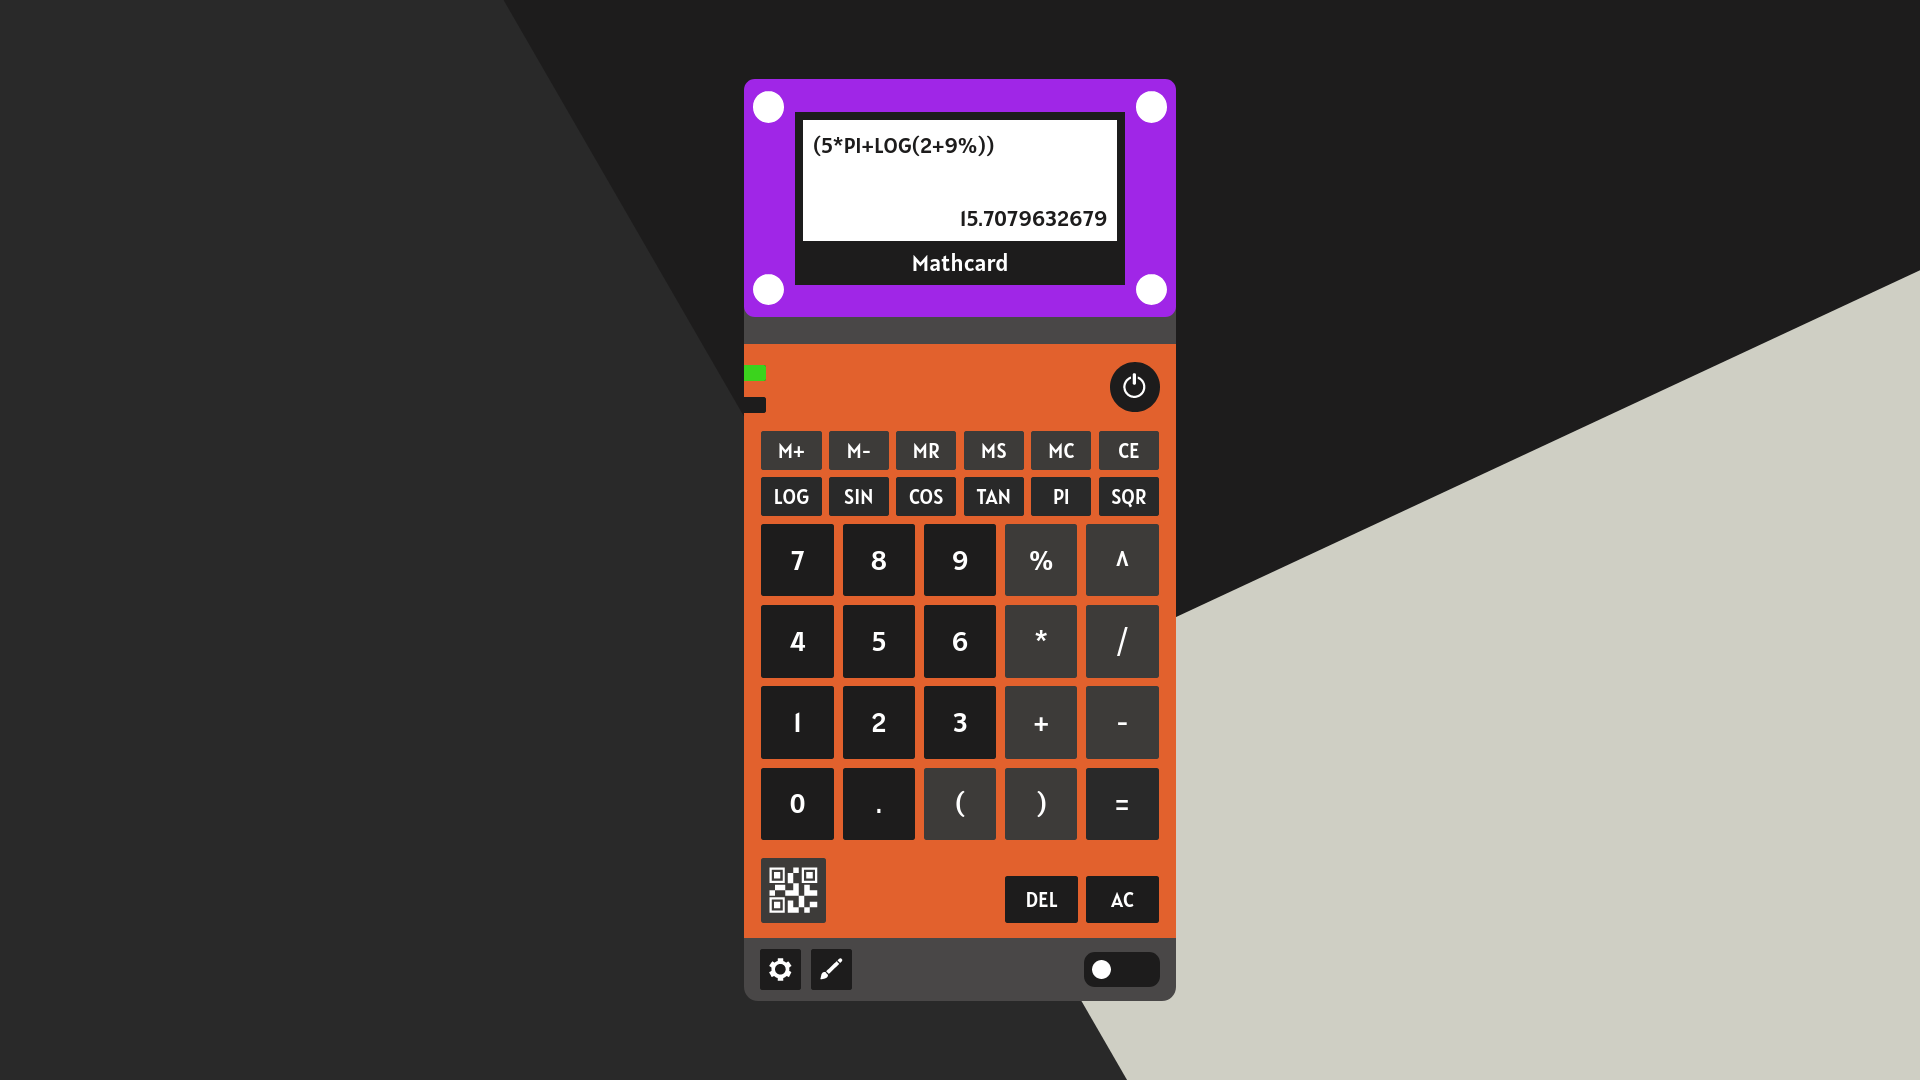 (5*PI+LOG(2+9%))
15.7079632679
Mathcard
M+ M- MR MS MC CE
LOG SIN COS TAN PI SQR
7 8 9 % ^
4 5 6 * /
1 2 3 + -
0 . ( ) =
DEL AC